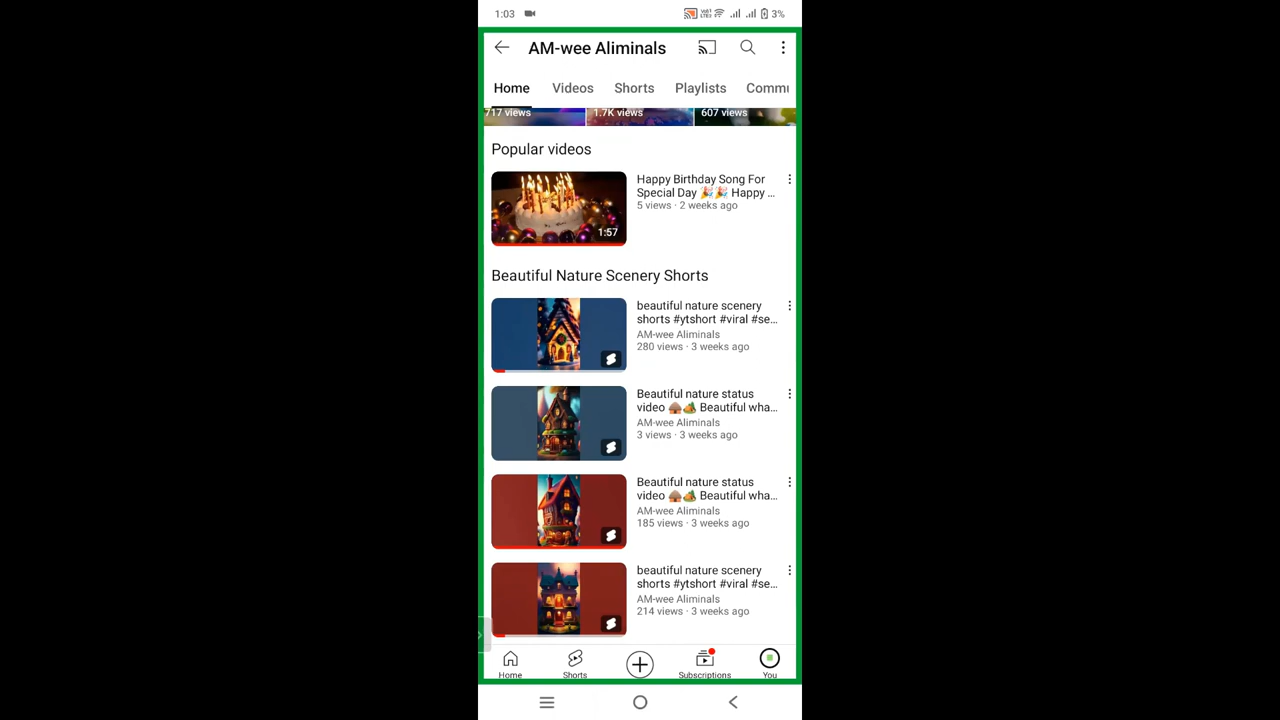 1:03
3%
AM-wee Aliminals
Home Videos Shorts Playlists Commu
717 views 1.7K views 607 views
Popular videos
Happy Birthday Song For
Special Day 🎉🎉 Happy ...
5 views · 2 weeks ago
1:57
Beautiful Nature Scenery Shorts
beautiful nature scenery
shorts #ytshort #viral #se...
AM-wee Aliminals
280 views · 3 weeks ago
Beautiful nature status
video 🛖🏕️ Beautiful wha...
AM-wee Aliminals
3 views · 3 weeks ago
Beautiful nature status
video 🛖🏕️ Beautiful wha...
AM-wee Aliminals
185 views · 3 weeks ago
beautiful nature scenery
shorts #ytshort #viral #se...
AM-wee Aliminals
214 views · 3 weeks ago
Home Shorts Subscriptions You